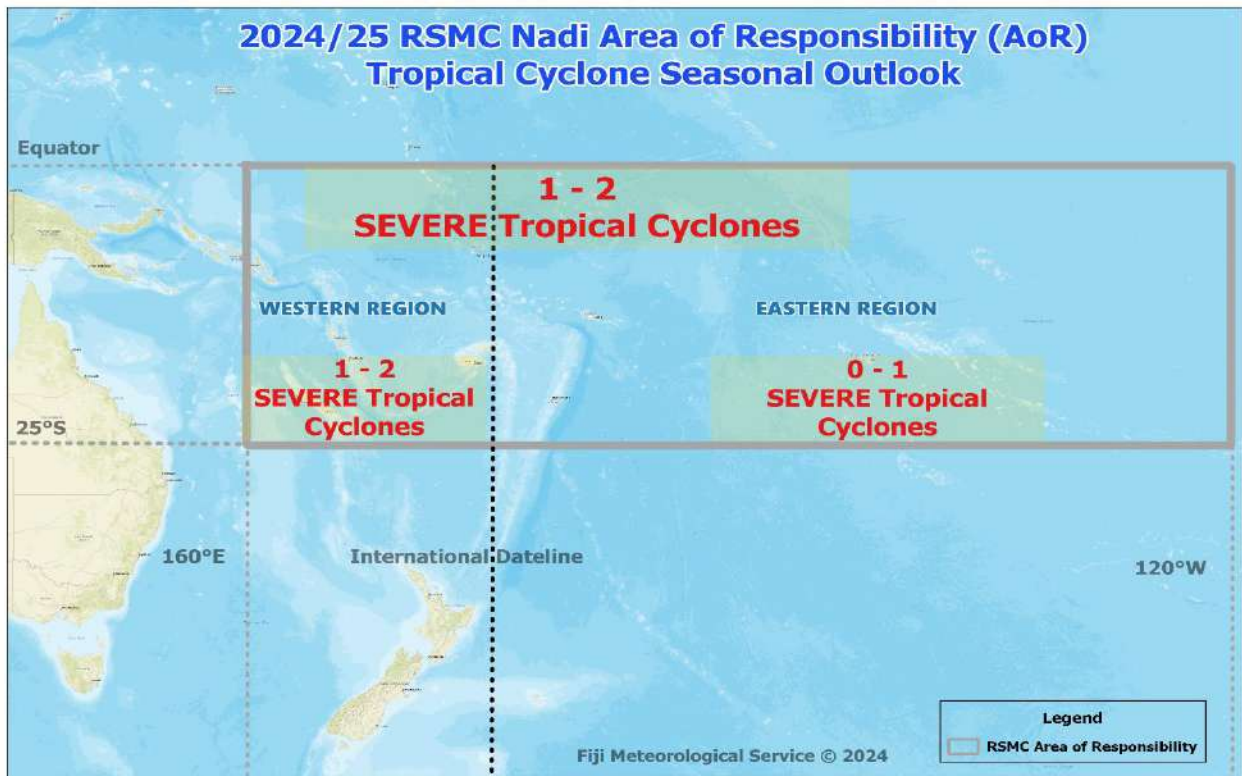 2024/25 RSMC Nadi Area of Responsibility (AoR)
Tropical Cyclone Seasonal Outlook
Equator
1 - 2
SEVERE Tropical Cyclones
WESTERN REGION
EASTERN REGION
1 - 2
SEVERE Tropical
Cyclones
0 - 1
SEVERE Tropical
Cyclones
25°S
160°E
International Dateline
120°W
Legend
RSMC Area of Responsibility
Fiji Meteorological Service © 2024